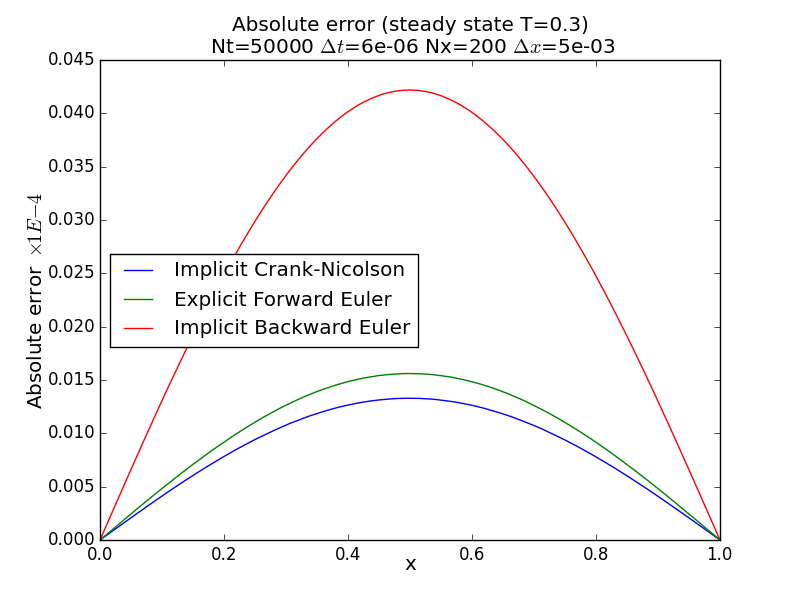 Absolute error (steady state T=0.3)
Nt=50000 Δt=6e-06 Nx=200 Δx=5e-03
Absolute error ×1E−4
0.045
0.040
0.035
0.030
0.025
0.020
0.015
0.010
0.005
0.000
Implicit Crank-Nicolson
Explicit Forward Euler
Implicit Backward Euler
0.0 0.2 0.4 0.6 0.8 1.0
x